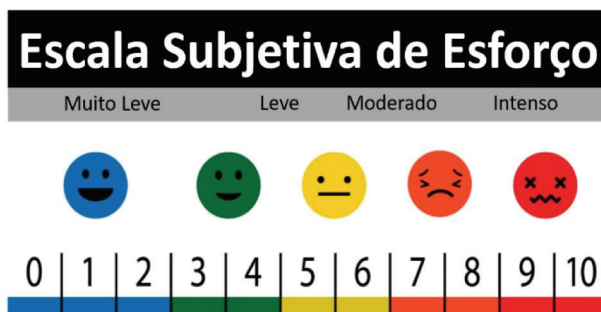 Escala Subjetiva de Esforço
Muito Leve Leve Moderado Intenso
0 1 2 3 4 5 6 7 8 9 10